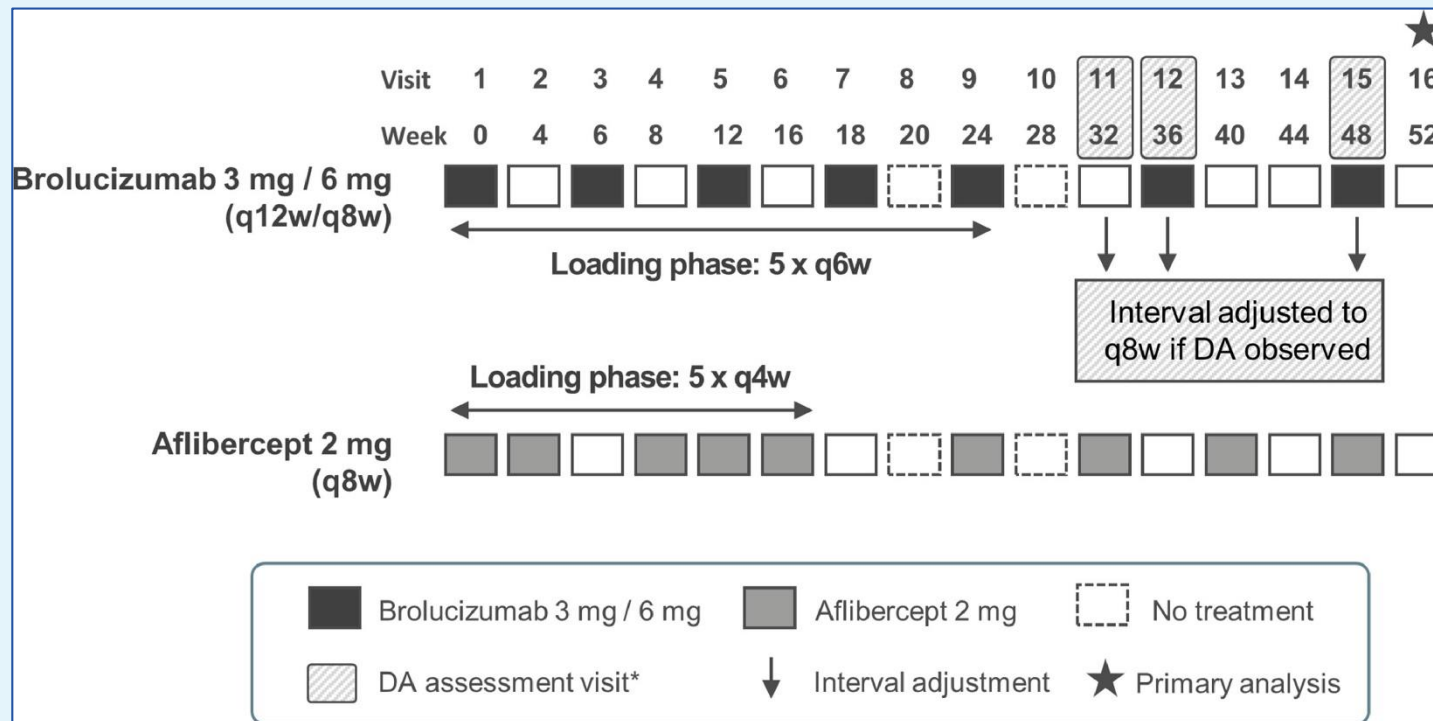 Visit 1 2 3 4 5 6 7 8 9 10 11 12 13 14 15 16
Week 0 4 6 8 12 16 18 20 24 28 32 36 40 44 48 52
Brolucizumab 3 mg / 6 mg
(q12w/q8w)
Loading phase: 5 x q6w
Interval adjusted to
q8w if DA observed
Loading phase: 5 x q4w
Aflibercept 2 mg
(q8w)
Brolucizumab 3 mg / 6 mg Aflibercept 2 mg No treatment
DA assessment visit* Interval adjustment Primary analysis